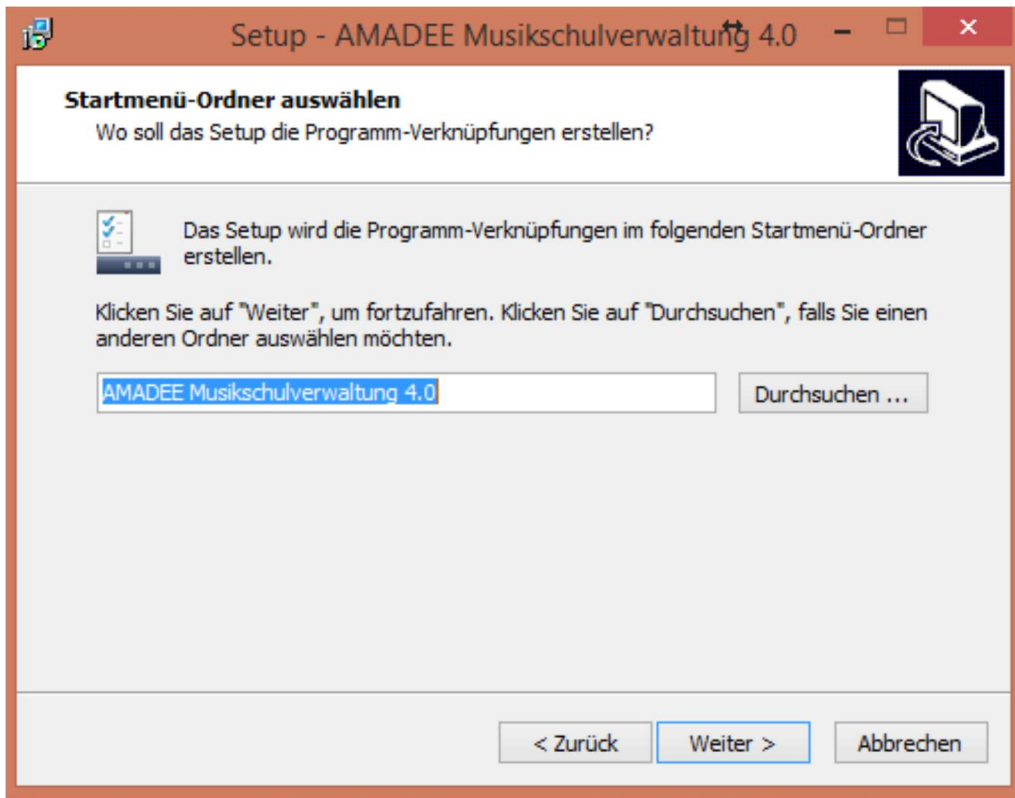 Setup - AMADEE Musikschulverwaltung 4.0
Startmenü-Ordner auswählen
Wo soll das Setup die Programm-Verknüpfungen erstellen?
Das Setup wird die Programm-Verknüpfungen im folgenden Startmenü-Ordner
erstellen.
Klicken Sie auf "Weiter", um fortzufahren. Klicken Sie auf "Durchsuchen", falls Sie einen
anderen Ordner auswählen möchten.
AMADEE Musikschulverwaltung 4.0
Durchsuchen ...
< Zurück
Weiter >
Abbrechen